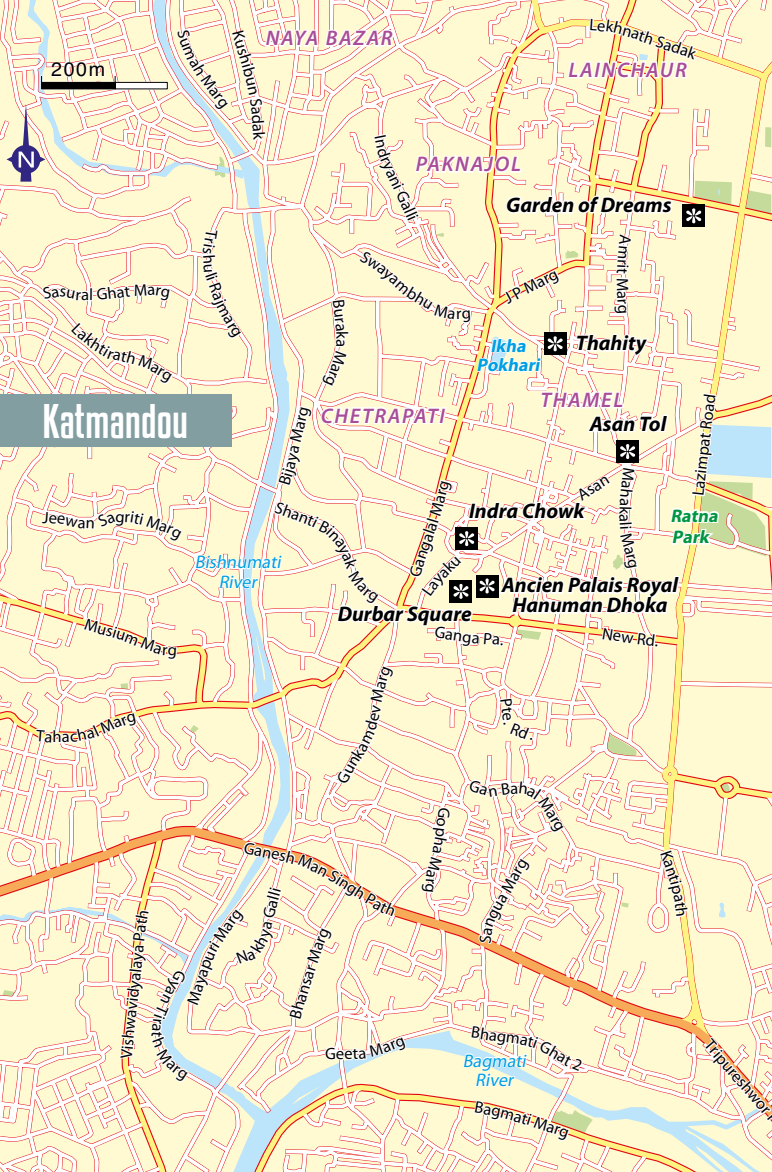 NAYA BAZAR
Lekhnath Sadak
Sumah Marg
Kushibun Sadak
200m
LAINCHAUR
N
Indryani Galli
PAKNAJOL
Garden of Dreams
Trishuli Rajmarg
Amrit Marg
Swayambhu Marg
J P Marg
Sasural Ghat Marg
Buraka Marg
Lakhtirath Marg
Ikha
Pokhari
Thahity
Katmandou
CHETRAPATI
THAMEL
Asan Tol
Lazimpat Road
Bijaya Marg
Asan
Mahakali Marg
Gangalal Marg
Jeewan Sagriti Marg
Shanti Binayak Marg
Indra Chowk
Ratna
Park
Bishnumati
River
Layaku
Ancien Palais Royal
Hanuman Dhoka
Durbar Square
Musium Marg
Ganga Pa.
New Rd.
Tahachal Marg
Gunkamdev Marg
Pte. Rd
Gan Bahal Marg
Gopha Marg
Ganesh Man Singh Path
Kantipath
Sangua Marg
Vishwavidyalaya Path
Mayapuri Marg
Nakhya Galli
Bhansar Marg
Gyan Tirath Marg
Geeta Marg
Bhagmati Ghat 2
Bagmati
River
Tripureshwor
Bagmati Marg